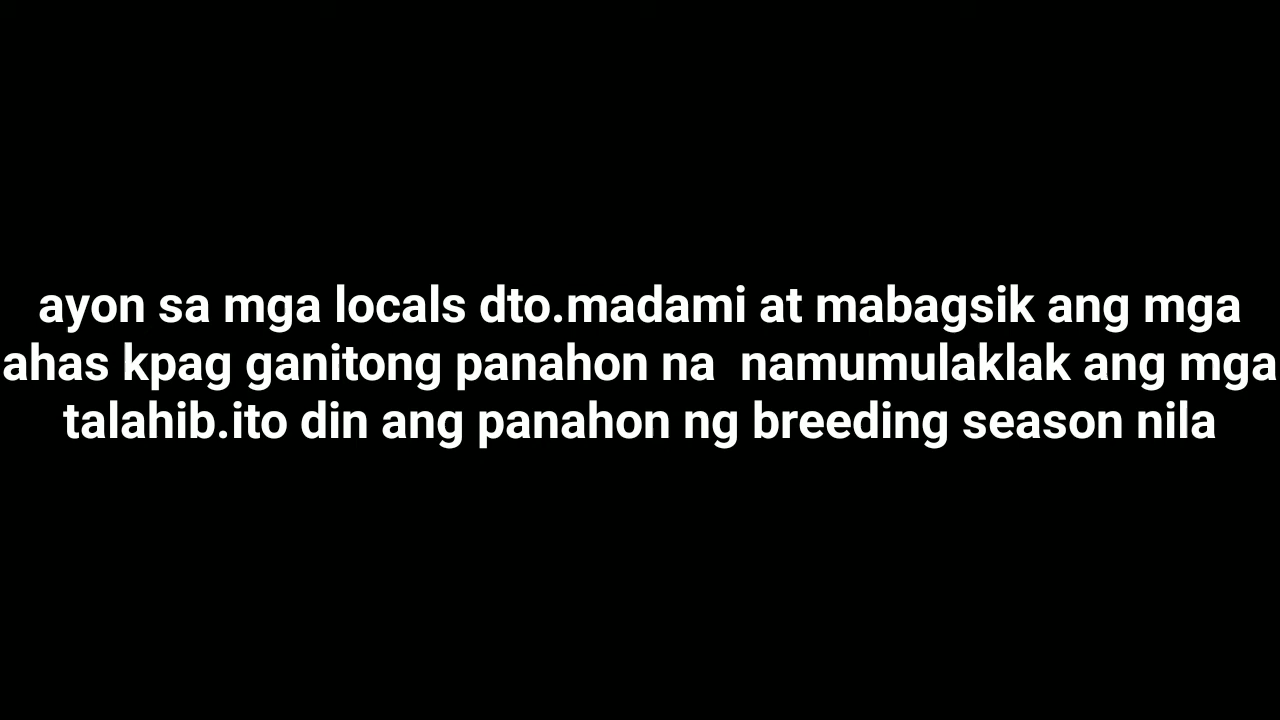 ayon sa mga locals dto.madami at mabagsik ang mga
ahas kpag ganitong panahon na  namumulaklak ang mga
talahib.ito din ang panahon ng breeding season nila